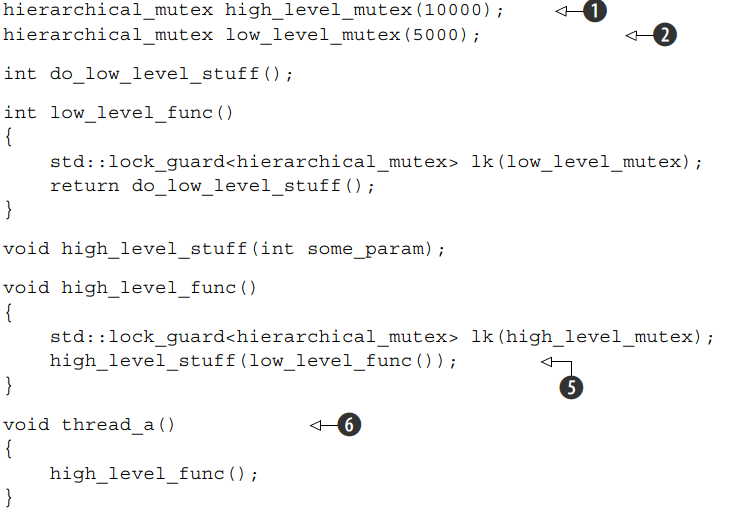 hierarchical_mutex high_level_mutex(10000); 1
hierarchical_mutex low_level_mutex(5000); 2
int do_low_level_stuff();
int low_level_func()
{
    std::lock_guard<hierarchical_mutex> lk(low_level_mutex);
    return do_low_level_stuff();
}
void high_level_stuff(int some_param);
void high_level_func()
{
    std::lock_guard<hierarchical_mutex> lk(high_level_mutex);
    high_level_stuff(low_level_func());
5
}
void thread_a() 6
{
    high_level_func();
}